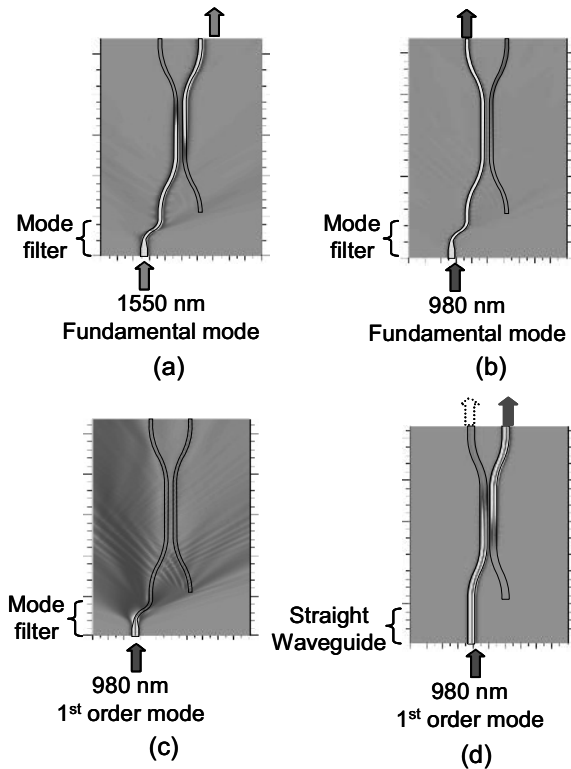 Mode
filter
1550 nm
Fundamental mode
(a)
Mode
filter
980 nm
Fundamental mode
(b)
Mode
filter
980 nm
1st order mode
(c)
Straight
Waveguide
980 nm
1st order mode
(d)